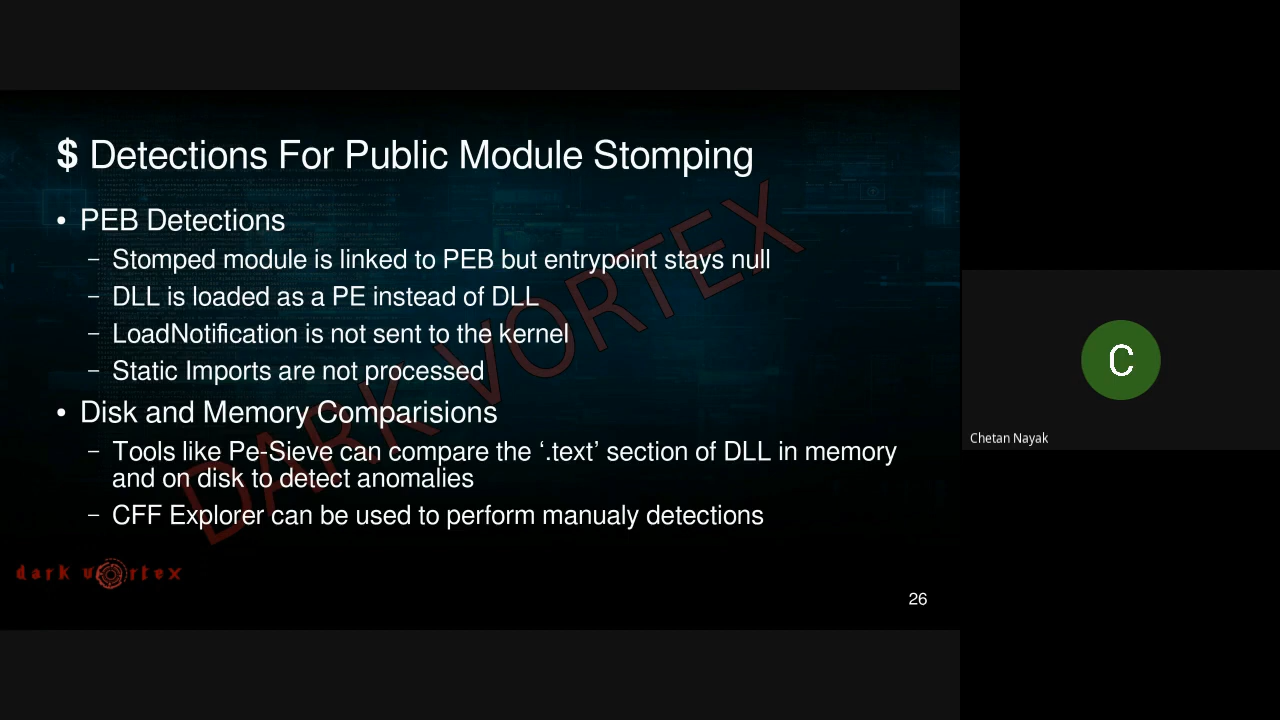 $ Detections For Public Module Stomping
• PEB Detections
– Stomped module is linked to PEB but entrypoint stays null
– DLL is loaded as a PE instead of DLL
– LoadNotification is not sent to the kernel
– Static Imports are not processed
• Disk and Memory Comparisions
– Tools like Pe-Sieve can compare the ‘.text’ section of DLL in memory
and on disk to detect anomalies
– CFF Explorer can be used to perform manualy detections
DARK VORTEX
dark vortex
26
C
Chetan Nayak